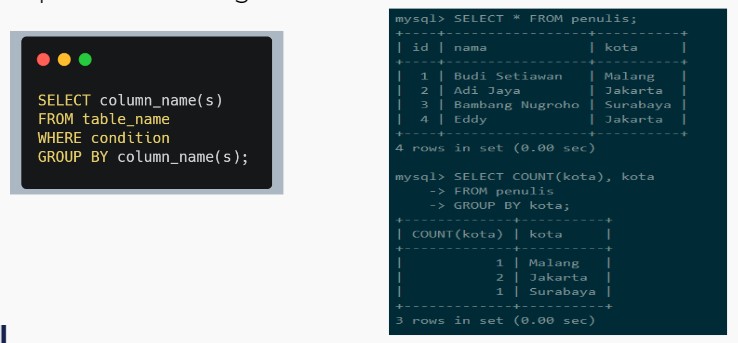 SELECT column_name(s)
FROM table_name
WHERE condition
GROUP BY column_name(s);
mysql> SELECT * FROM penulis;
+----+-----------------+----------+
| id | nama            | kota     |
+----+-----------------+----------+
|  1 | Budi Setiawan   | Malang   |
|  2 | Adi Jaya        | Jakarta  |
|  3 | Bambang Nugroho | Surabaya |
|  4 | Eddy            | Jakarta  |
+----+-----------------+----------+
4 rows in set (0.00 sec)
mysql> SELECT COUNT(kota), kota
    -> FROM penulis
    -> GROUP BY kota;
+-------------+----------+
| COUNT(kota) | kota     |
+-------------+----------+
|           1 | Malang   |
|           2 | Jakarta  |
|           1 | Surabaya |
+-------------+----------+
3 rows in set (0.00 sec)